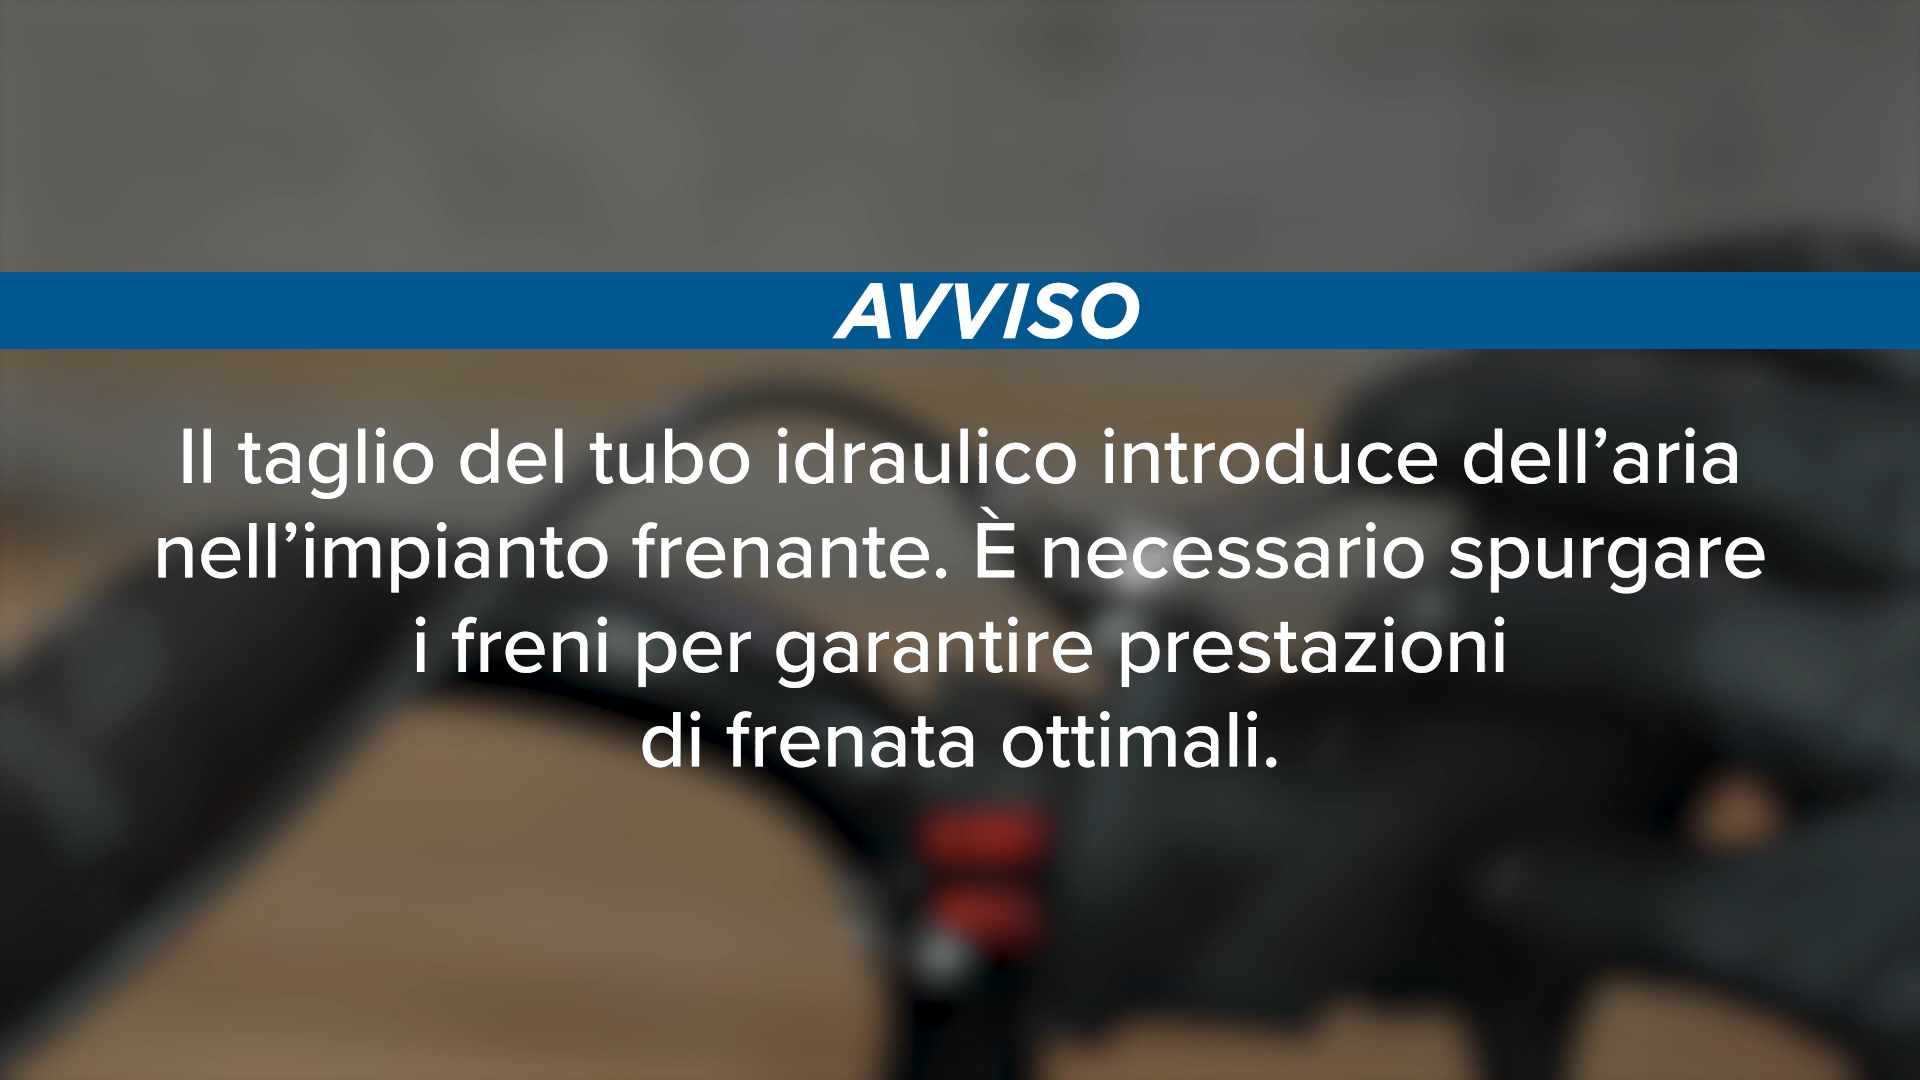 AVVISO
Il taglio del tubo idraulico introduce dell’aria
nell’impianto frenante. È necessario spurgare
i freni per garantire prestazioni
di frenata ottimali.